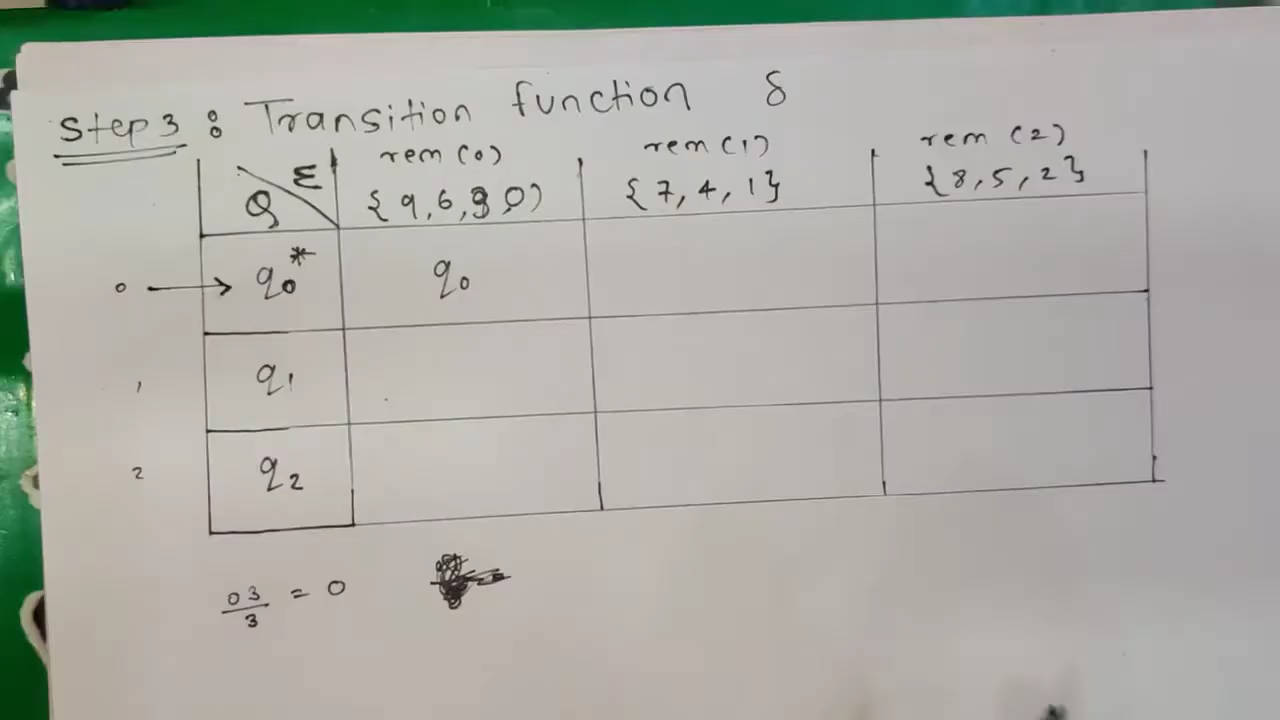 Step 3 : Transition function δ
rem (0) rem (1) rem (2)
Q Σ {9, 6, 3 0) {7, 4, 1} {8, 5, 2}
0 → q0* q0
1 q1
2 q2
03/3 = 0